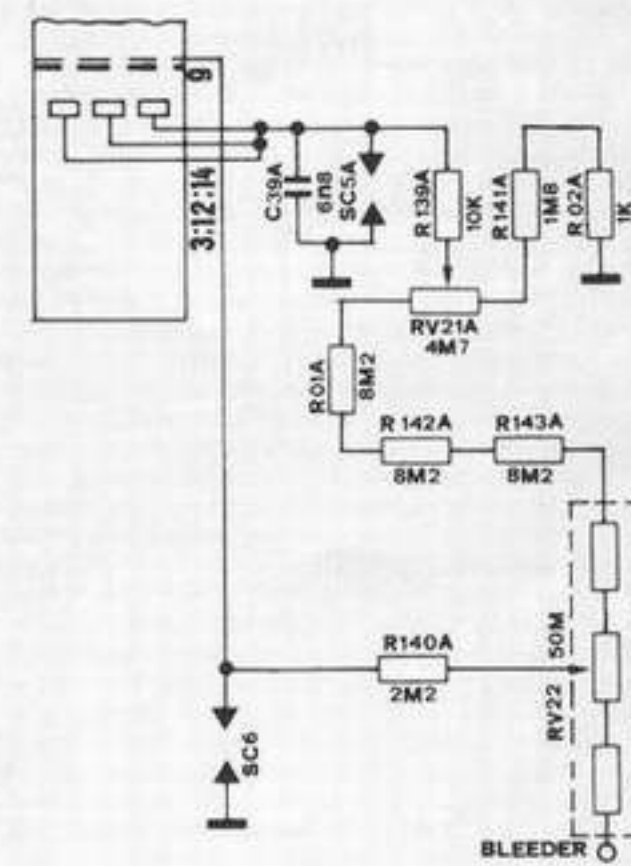 9
3:12:14
C39A
6n8
SC5A
R139A
10K
R141A
1M8
R02A
1K
RV21A
4M7
R01A
8M2
R142A
8M2
R143A
8M2
R140A
2M2
50M
RV22
SC6
BLEEDER